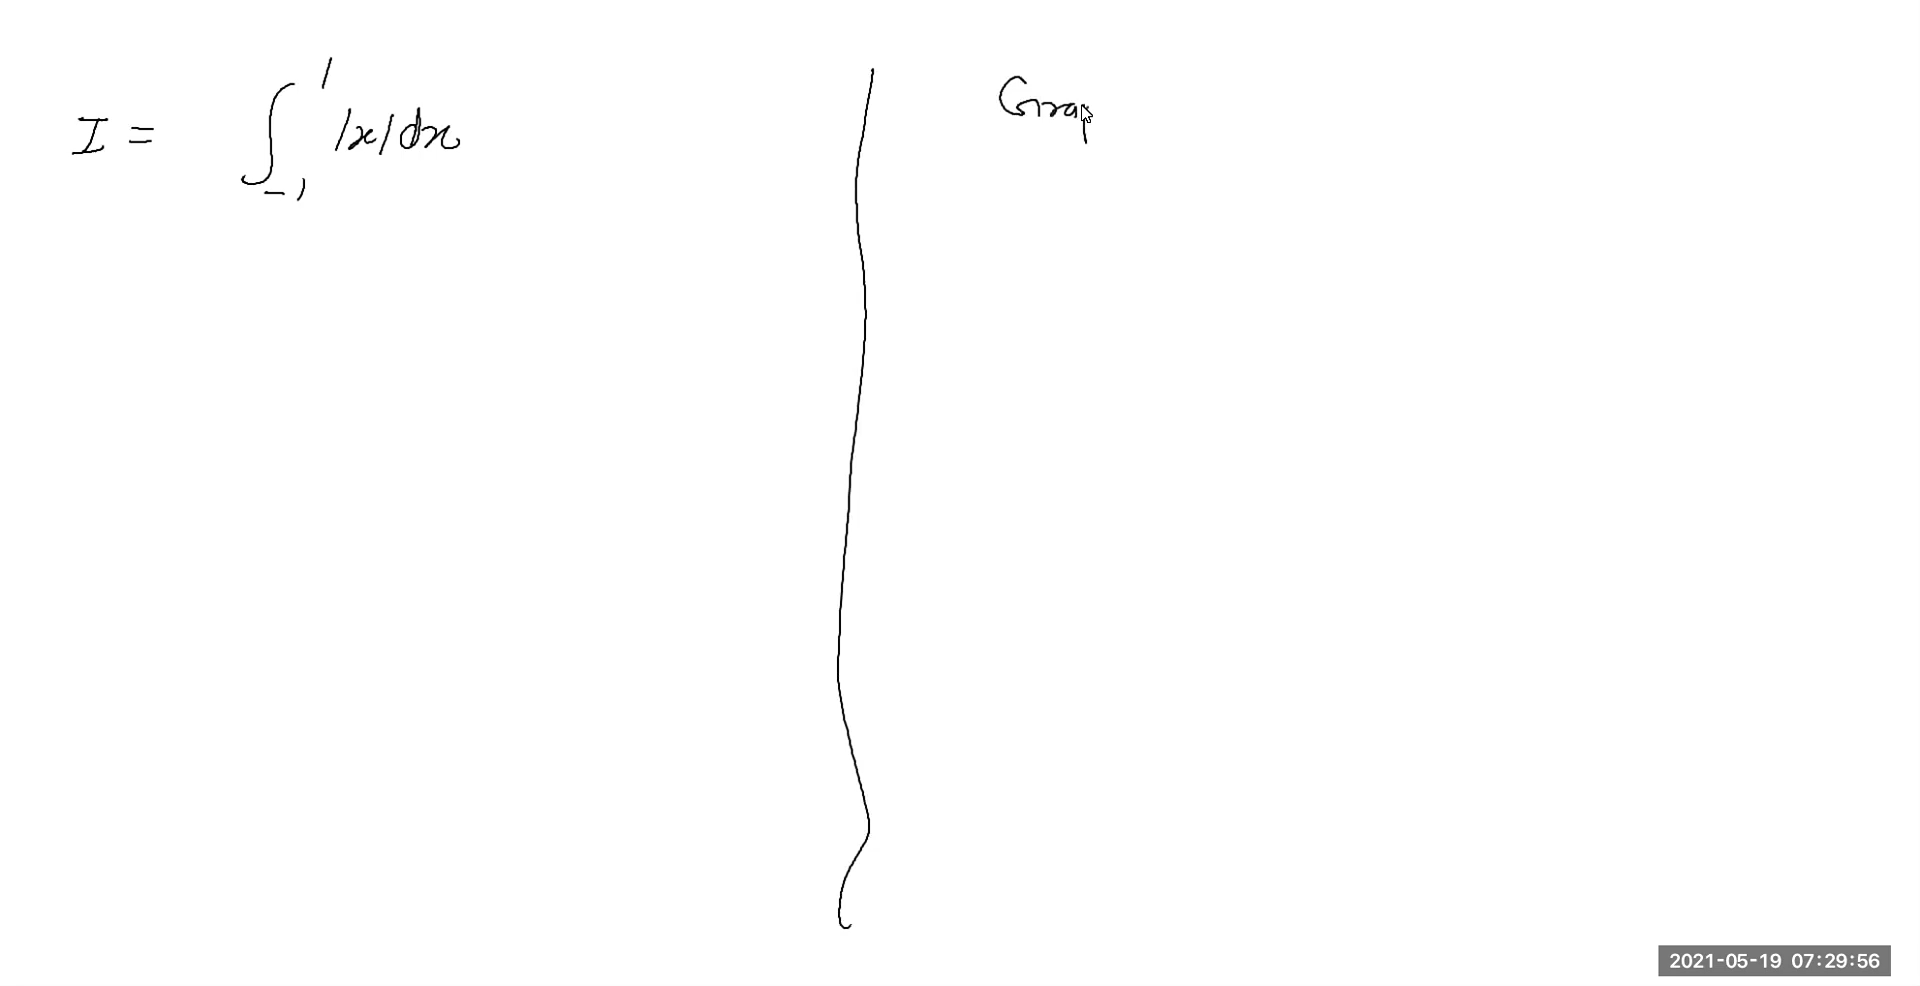 I = ∫_{-1}^{1} |x| dx
Grap
2021-05-19 07:29:56